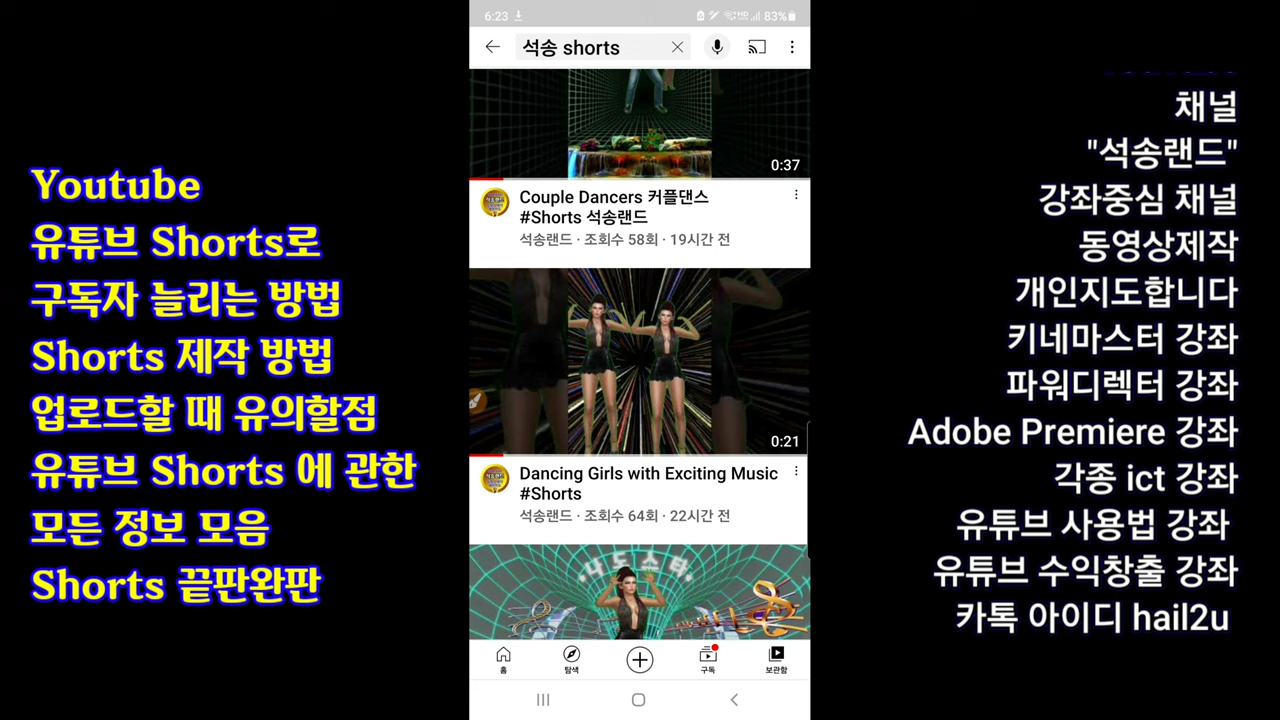 Youtube
유튜브 Shorts로
구독자 늘리는 방법
Shorts 제작 방법
업로드할 때 유의할점
유튜브 Shorts 에 관한
모든 정보 모음
Shorts 끝판완판
6:23
83%
석송 shorts
0:37
Couple Dancers 커플댄스
#Shorts 석송랜드
석송랜드 · 조회수 58회 · 19시간 전
0:21
Dancing Girls with Exciting Music
#Shorts
석송랜드 · 조회수 64회 · 22시간 전
나도스타
홈
탐색
구독
보관함
채널
"석송랜드"
강좌중심 채널
동영상제작
개인지도합니다
키네마스터 강좌
파워디렉터 강좌
Adobe Premiere 강좌
각종 ict 강좌
유튜브 사용법 강좌
유튜브 수익창출 강좌
카톡 아이디 hail2u